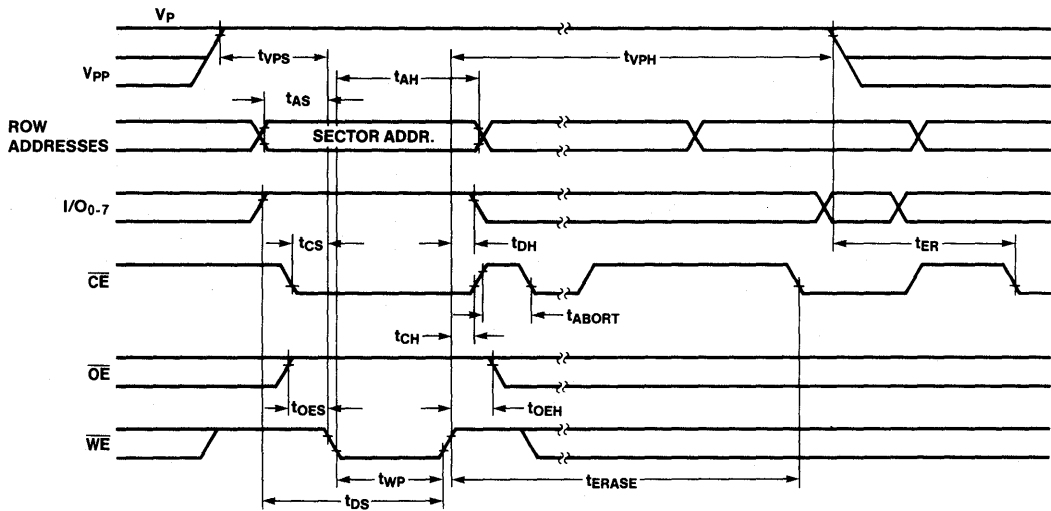 VP
tVPS
tVPH
VPP
tAH
tAS
ROW
ADDRESSES
SECTOR ADDR.
I/O0-7
tCS
tDH
tER
CE
tABORT
tCH
OE
tOES
tOEH
WE
tWP
tERASE
tDS